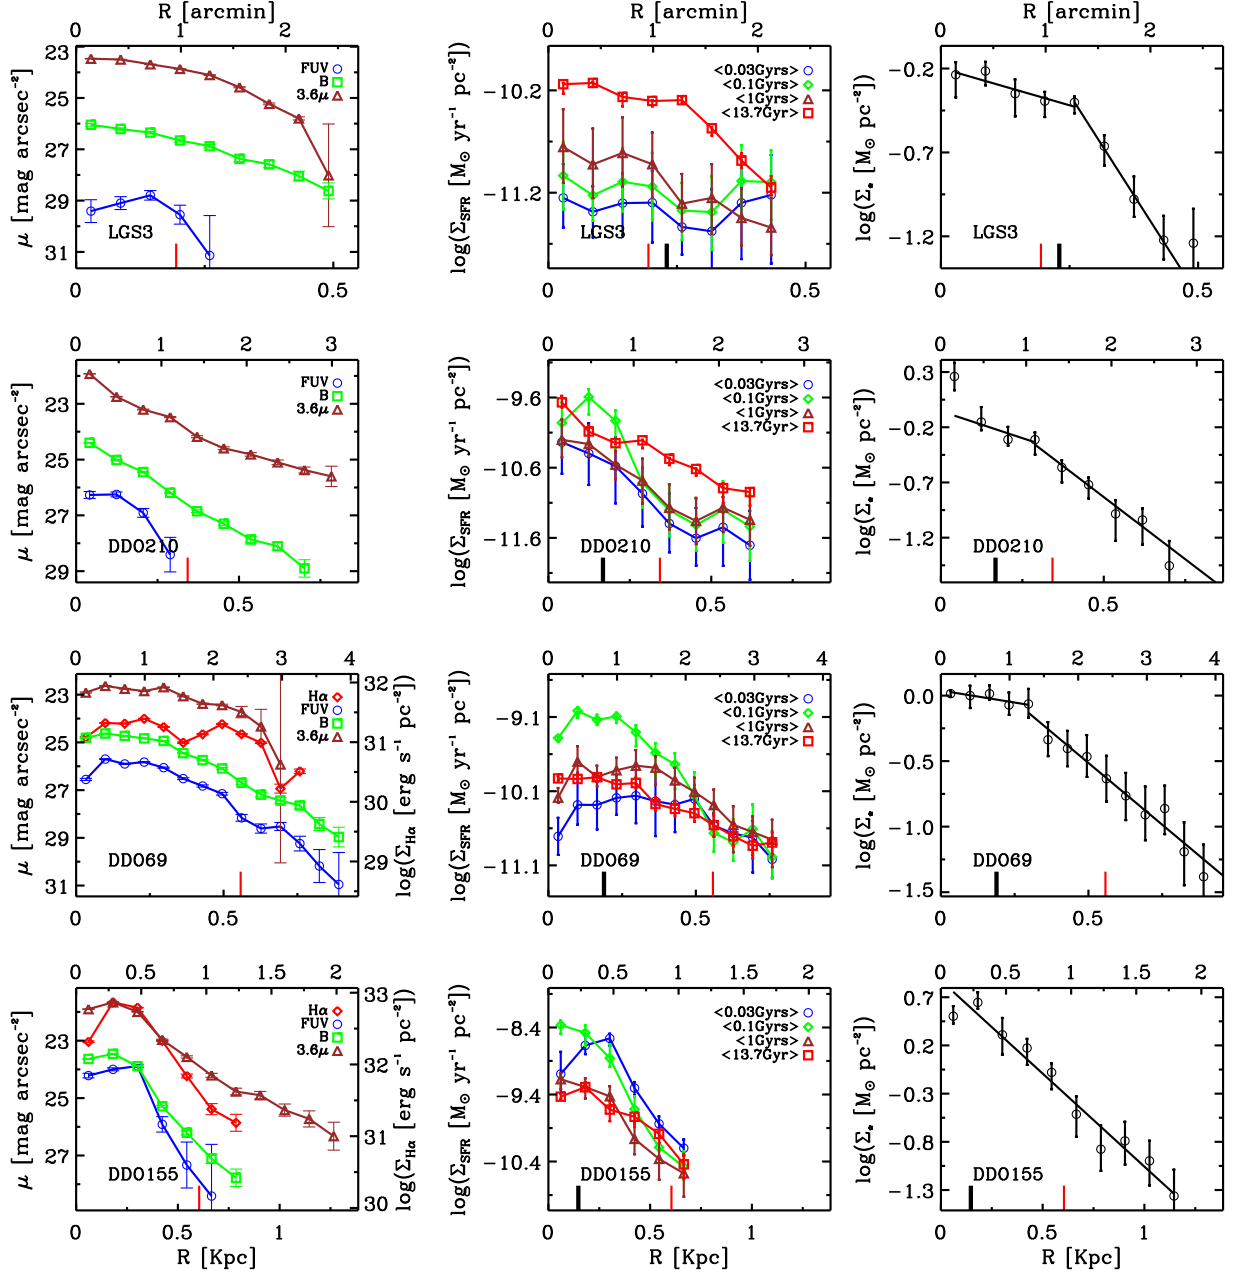 R [arcmin] R [arcmin] R [arcmin]
0 1 2 0 1 2 0 1 2
23 25 27 29 31
μ [mag arcsec⁻²]
FUV
B
3.6μ
LGS3
0 0.5
−10.2 −11.2
log(Σ_SFR [M⊙ yr⁻¹ pc⁻²])
<0.03Gyrs>
<0.1Gyrs>
<1Gyrs>
<13.7Gyr>
LGS3
0 0.5
−0.2 −0.7 −1.2
log(Σ⋆ [M⊙ pc⁻²])
LGS3
0 0.5
0 1 2 3 0 1 2 3 0 1 2 3
23 25 27 29
μ [mag arcsec⁻²]
FUV
B
3.6μ
DDO210
0 0.5
−9.6 −10.6 −11.6
log(Σ_SFR [M⊙ yr⁻¹ pc⁻²])
<0.03Gyrs>
<0.1Gyrs>
<1Gyrs>
<13.7Gyr>
DDO210
0 0.5
0.3 −0.2 −0.7 −1.2
log(Σ⋆ [M⊙ pc⁻²])
DDO210
0 0.5
0 1 2 3 4 0 1 2 3 4 0 1 2 3 4
23 25 27 29 31
μ [mag arcsec⁻²]
Hα
FUV
B
3.6μ
DDO69
32 31 30 29
log(Σ_Hα [erg s⁻¹ pc⁻²])
0 0.5
−9.1 −10.1 −11.1
log(Σ_SFR [M⊙ yr⁻¹ pc⁻²])
<0.03Gyrs>
<0.1Gyrs>
<1Gyrs>
<13.7Gyr>
DDO69
0 0.5
0.0 −0.5 −1.0 −1.5
log(Σ⋆ [M⊙ pc⁻²])
DDO69
0 0.5
0 0.5 1 1.5 2 0 0.5 1 1.5 2 0 0.5 1 1.5 2
23 25 27
μ [mag arcsec⁻²]
Hα
FUV
B
3.6μ
DDO155
33 32 31 30
log(Σ_Hα [erg s⁻¹ pc⁻²])
0 0.5 1
−8.4 −9.4 −10.4
log(Σ_SFR [M⊙ yr⁻¹ pc⁻²])
<0.03Gyrs>
<0.1Gyrs>
<1Gyrs>
<13.7Gyr>
DDO155
0 0.5 1
0.7 0.2 −0.3 −0.8 −1.3
log(Σ⋆ [M⊙ pc⁻²])
DDO155
0 0.5 1
R [Kpc] R [Kpc] R [Kpc]